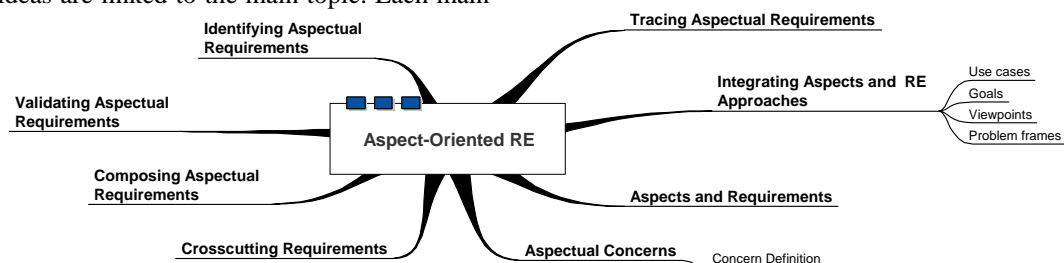 ideas are linked to the main topic. Each main
Identifying Aspectual
Requirements
Tracing Aspectual Requirements
Validating Aspectual
Requirements
Integrating Aspects and RE
Approaches
Use cases
Goals
Viewpoints
Problem frames
Aspect-Oriented RE
Composing Aspectual
Requirements
Aspects and Requirements
Crosscutting Requirements
Aspectual Concerns
Concern Definition